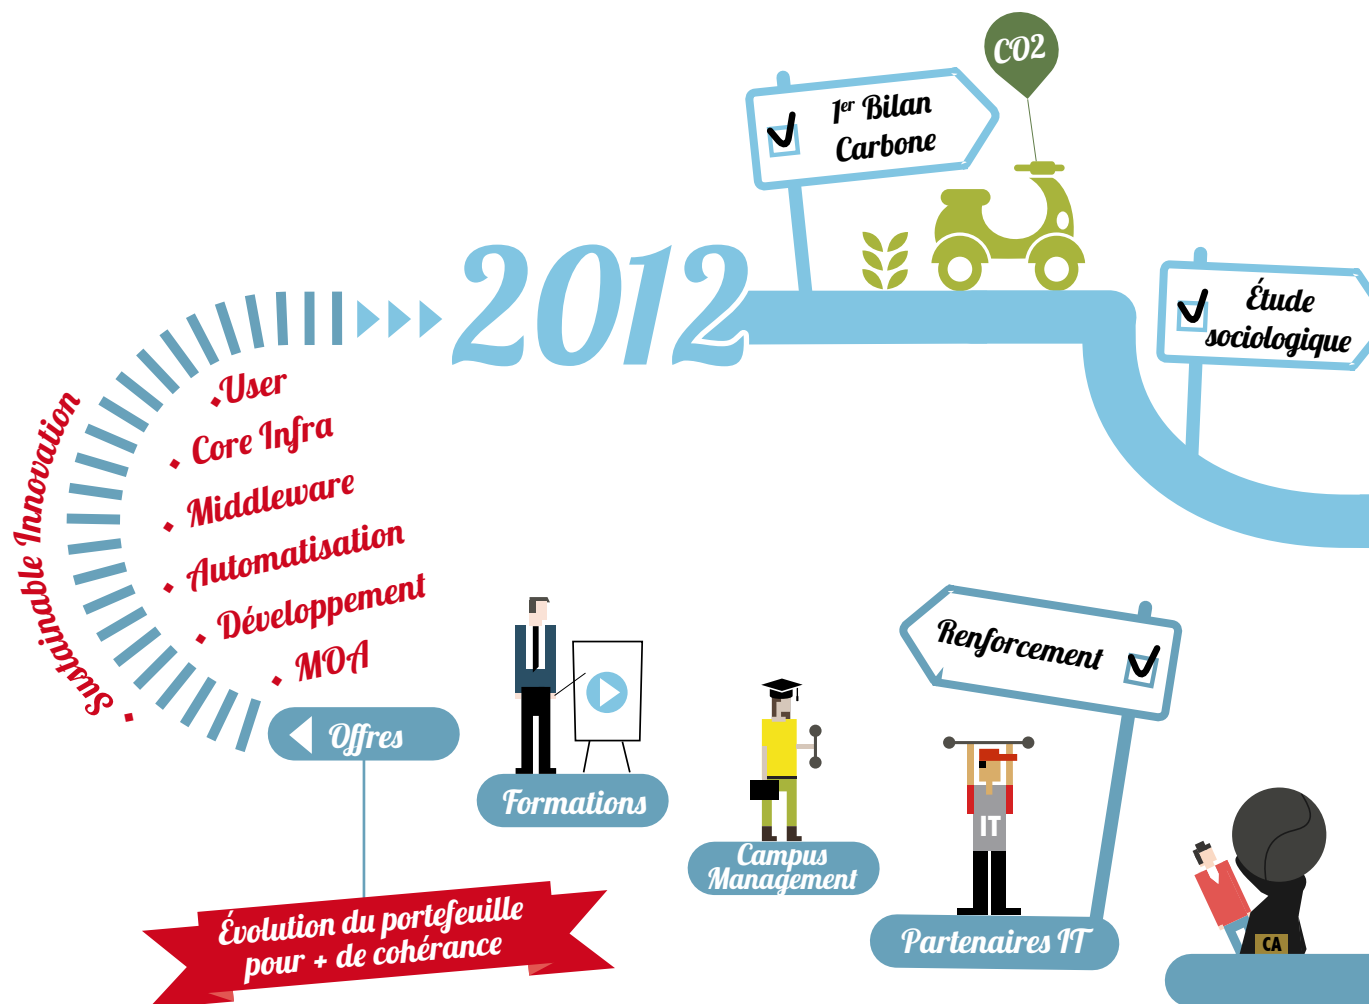 CO2
1er Bilan
Carbone
2012
Étude
sociologique
User
Core Infra
Middleware
Automatisation
Développement
MOA
Sustainable Innovation
Offres
Formations
Campus
Management
Renforcement
IT
Partenaires IT
CA
Évolution du portefeuille
pour + de cohérance